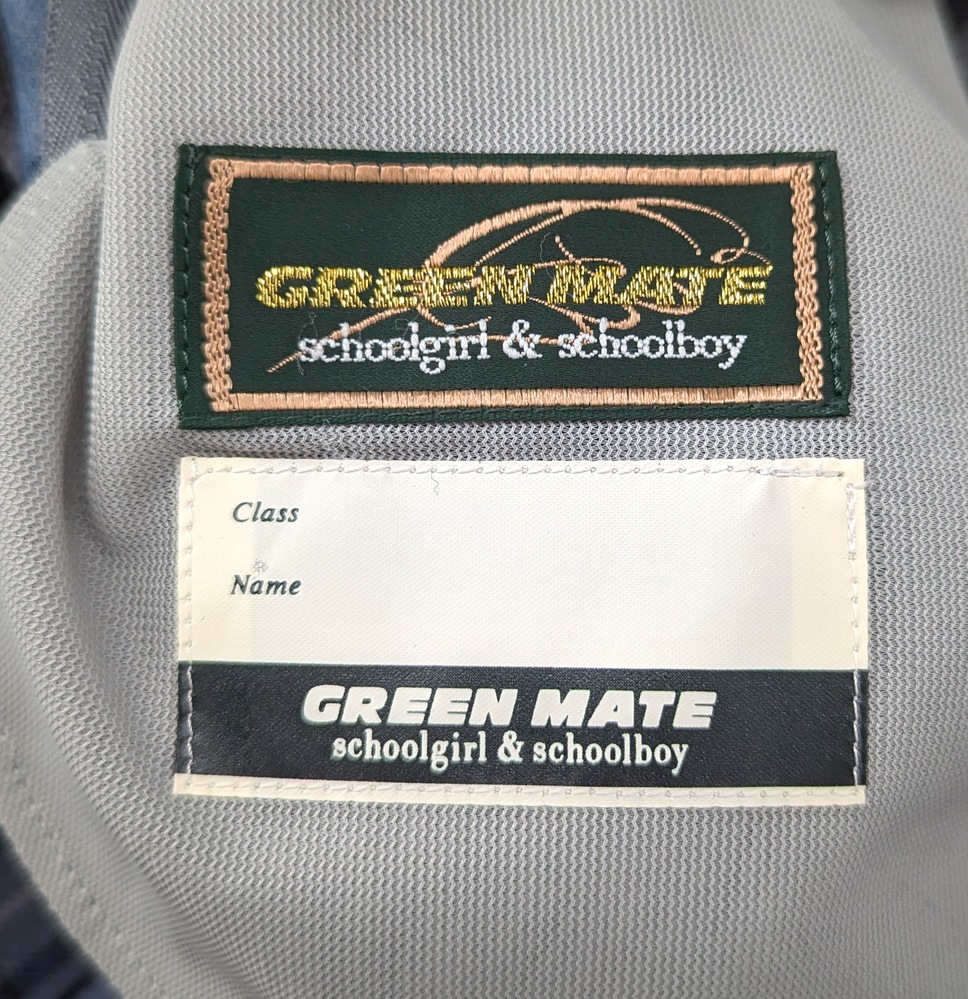 GREEN MATE
schoolgirl & schoolboy
Class
Name
GREEN MATE
schoolgirl & schoolboy